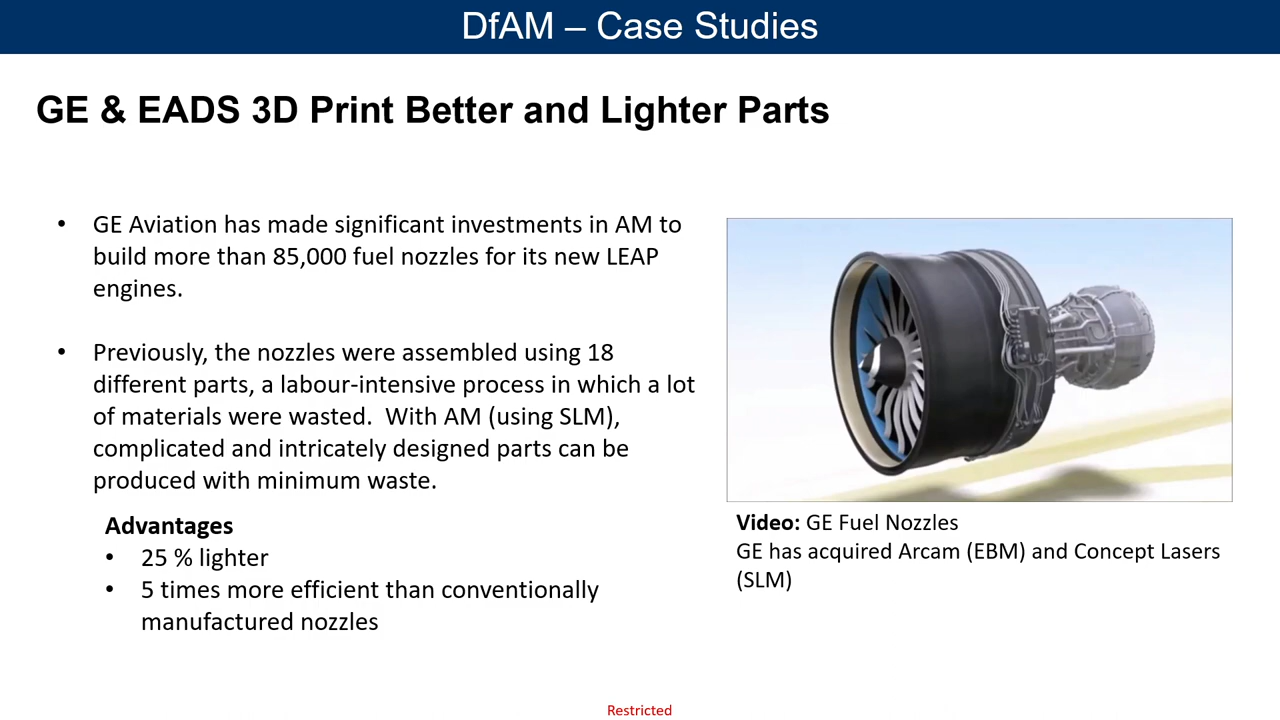 DfAM – Case Studies
GE & EADS 3D Print Better and Lighter Parts
• GE Aviation has made significant investments in AM to
build more than 85,000 fuel nozzles for its new LEAP
engines.
• Previously, the nozzles were assembled using 18
different parts, a labour-intensive process in which a lot
of materials were wasted.  With AM (using SLM),
complicated and intricately designed parts can be
produced with minimum waste.
Advantages
• 25 % lighter
• 5 times more efficient than conventionally
manufactured nozzles
Video: GE Fuel Nozzles
GE has acquired Arcam (EBM) and Concept Lasers
(SLM)
Restricted